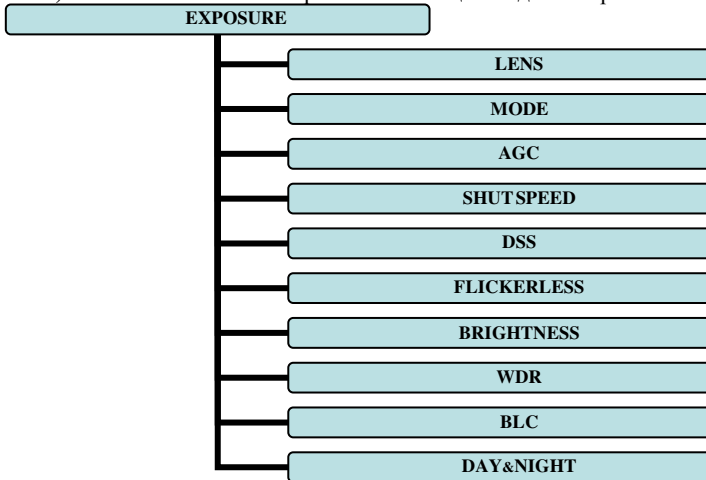 EXPOSURE
LENS
MODE
AGC
SHUT SPEED
DSS
FLICKERLESS
BRIGHTNESS
WDR
BLC
DAY&NIGHT